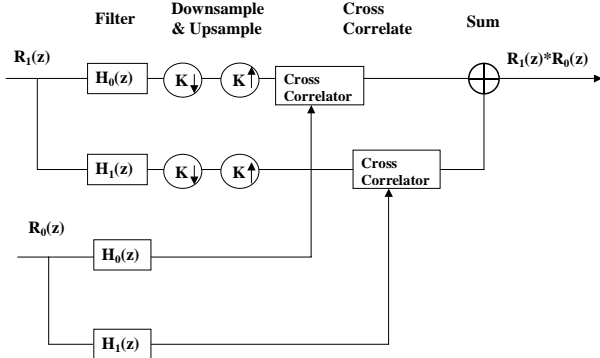 Filter
Downsample
& Upsample
Cross
Correlate
Sum
R₁(z)
H₀(z)
K↓
K↑
Cross
Correlator
R₁(z)*R₀(z)
H₁(z)
K↓
K↑
Cross
Correlator
R₀(z)
H₀(z)
H₁(z)